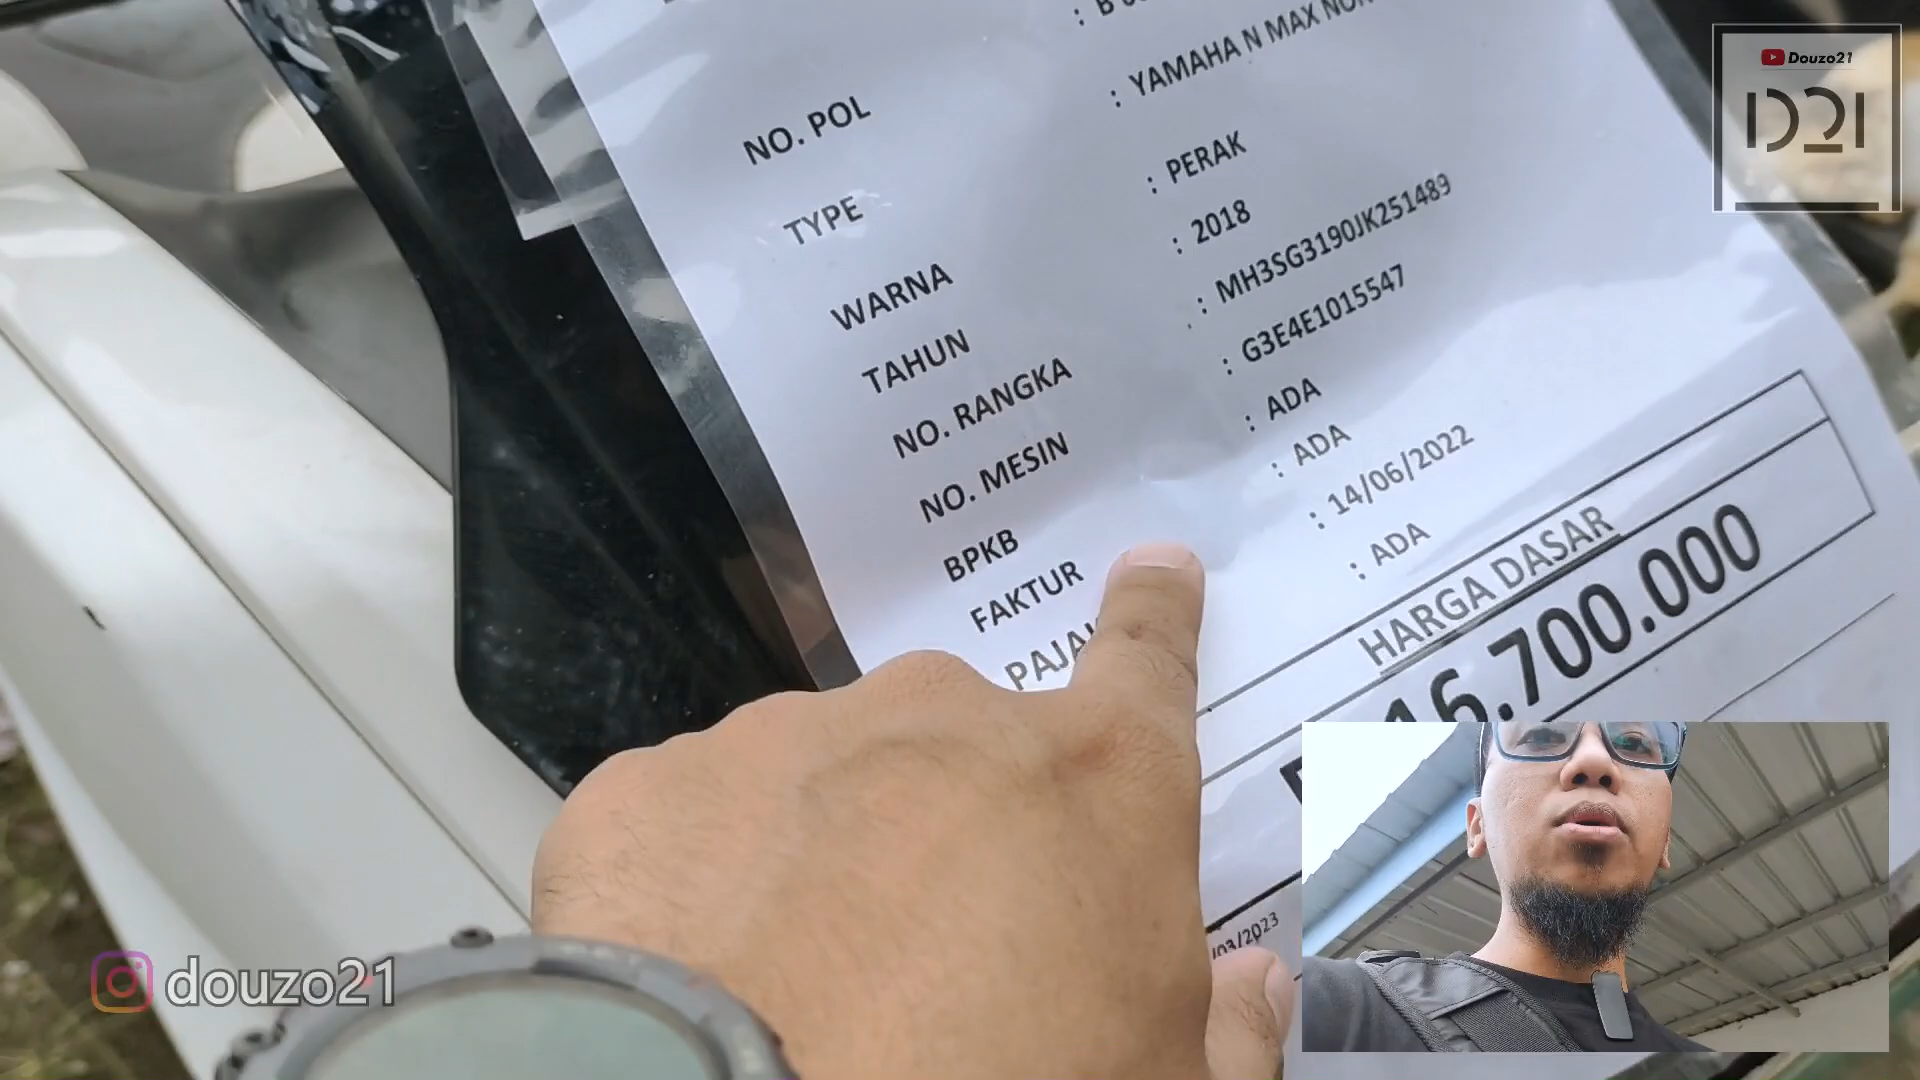 Douzo21
D21
NO. POL : B
TYPE : YAMAHA N MAX NON
WARNA : PERAK
TAHUN : 2018
NO. RANGKA : MH3SG3190JK251489
NO. MESIN : G3E4E1015547
BPKB : ADA
FAKTUR : ADA
PAJAK : 14/06/2022
: ADA
HARGA DASAR
16.700.000
/03/2023
douzo21